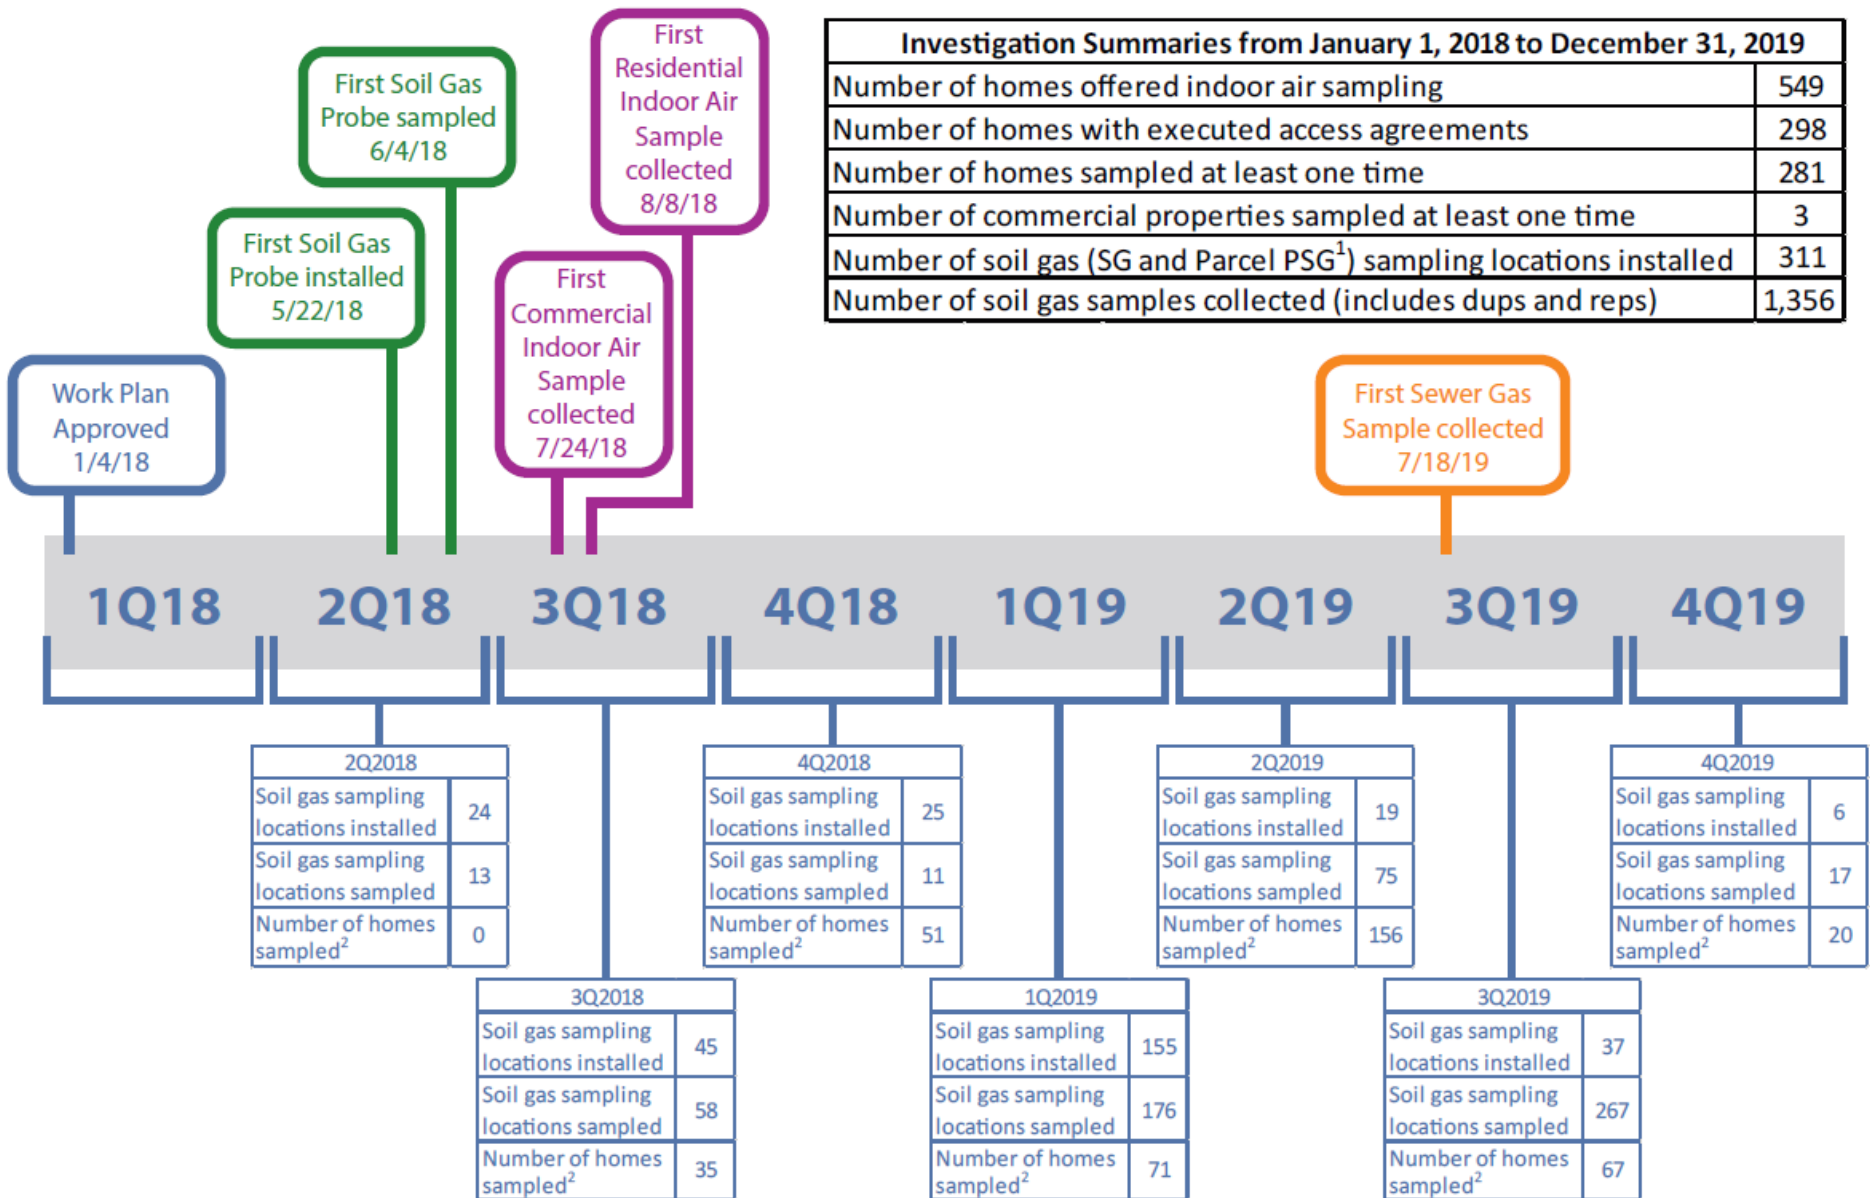 First Soil Gas
Probe sampled
6/4/18
First
Residential
Indoor Air
Sample
collected
8/8/18
Investigation Summaries from January 1, 2018 to December 31, 2019
Number of homes offered indoor air sampling 549
Number of homes with executed access agreements 298
Number of homes sampled at least one time 281
Number of commercial properties sampled at least one time 3
Number of soil gas (SG and Parcel PSG¹) sampling locations installed 311
Number of soil gas samples collected (includes dups and reps) 1,356
First Soil Gas
Probe installed
5/22/18
First
Commercial
Indoor Air
Sample
collected
7/24/18
Work Plan
Approved
1/4/18
First Sewer Gas
Sample collected
7/18/19
1Q18 2Q18 3Q18 4Q18 1Q19 2Q19 3Q19 4Q19
2Q2018
Soil gas sampling
locations installed 24
Soil gas sampling
locations sampled 13
Number of homes
sampled² 0
4Q2018
Soil gas sampling
locations installed 25
Soil gas sampling
locations sampled 11
Number of homes
sampled² 51
2Q2019
Soil gas sampling
locations installed 19
Soil gas sampling
locations sampled 75
Number of homes
sampled² 156
4Q2019
Soil gas sampling
locations installed 6
Soil gas sampling
locations sampled 17
Number of homes
sampled² 20
3Q2018
Soil gas sampling
locations installed 45
Soil gas sampling
locations sampled 58
Number of homes
sampled² 35
1Q2019
Soil gas sampling
locations installed 155
Soil gas sampling
locations sampled 176
Number of homes
sampled² 71
3Q2019
Soil gas sampling
locations installed 37
Soil gas sampling
locations sampled 267
Number of homes
sampled² 67